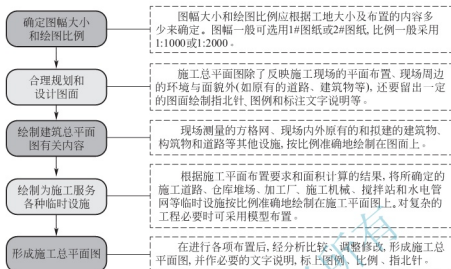 确定图幅大小
和绘图比例
图幅大小和绘图比例应根据工地大小及布置的内容多
少来确定。图幅一般可选用1#图纸或2#图纸,比例一般采用
1:1000或1:2000。
合理规划和
设计图面
施工总平面图除了反映施工现场的平面布置、现场周边
的环境与面貌外(如原有的道路、建筑物等),还要留出一定
的图面绘制指北针、图例和标注文字说明等。
绘制建筑总平面
图有关内容
现场测量的方格网、现场内外原有的和拟建的建筑物、
构筑物和道路等其他设施,按比例准确地绘制在图面上。
绘制为施工服务
各种临时设施
根据施工平面布置要求和面积计算的结果,将所确定的
施工道路、仓库堆场、加工厂、施工机械、搅拌站和水电管
网等临时设施按比例准确地绘制在施工平面图上。对复杂的
工程必要时可采用模型布置。
形成施工总平面图
在进行各项布置后,经分析比较、调整修改,形成施工总
平面图,并作必要的文字说明,标上图例、比例、指北针。
所有